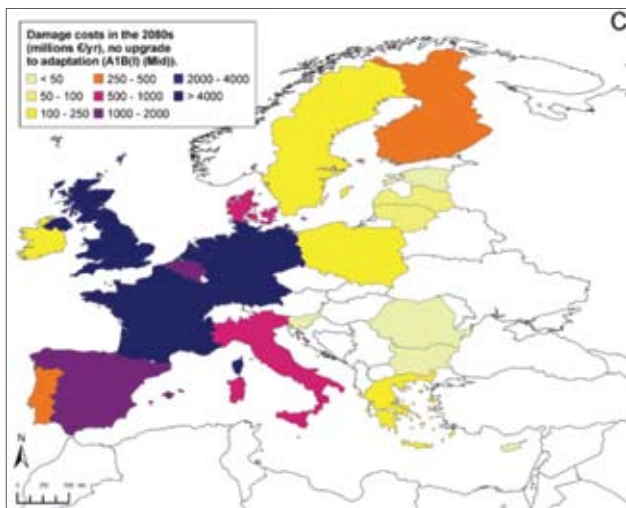 C
Damage costs in the 2080s
(millions €/yr), no upgrade
to adaptation (A1B(I) (Mid)).
< 50
250 - 500
2000 - 4000
50 - 100
500 - 1000
> 4000
100 - 250
1000 - 2000
N
0